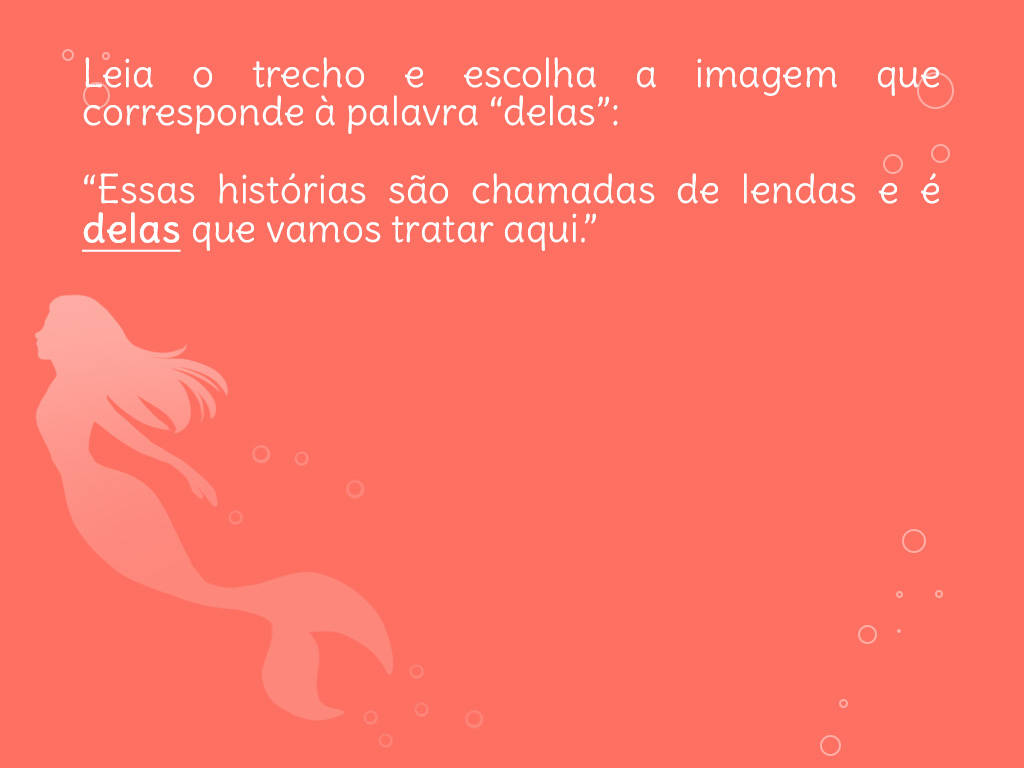 Leia o trecho e escolha a imagem que
corresponde à palavra “delas”:
“Essas histórias são chamadas de lendas e é
delas que vamos tratar aqui.”